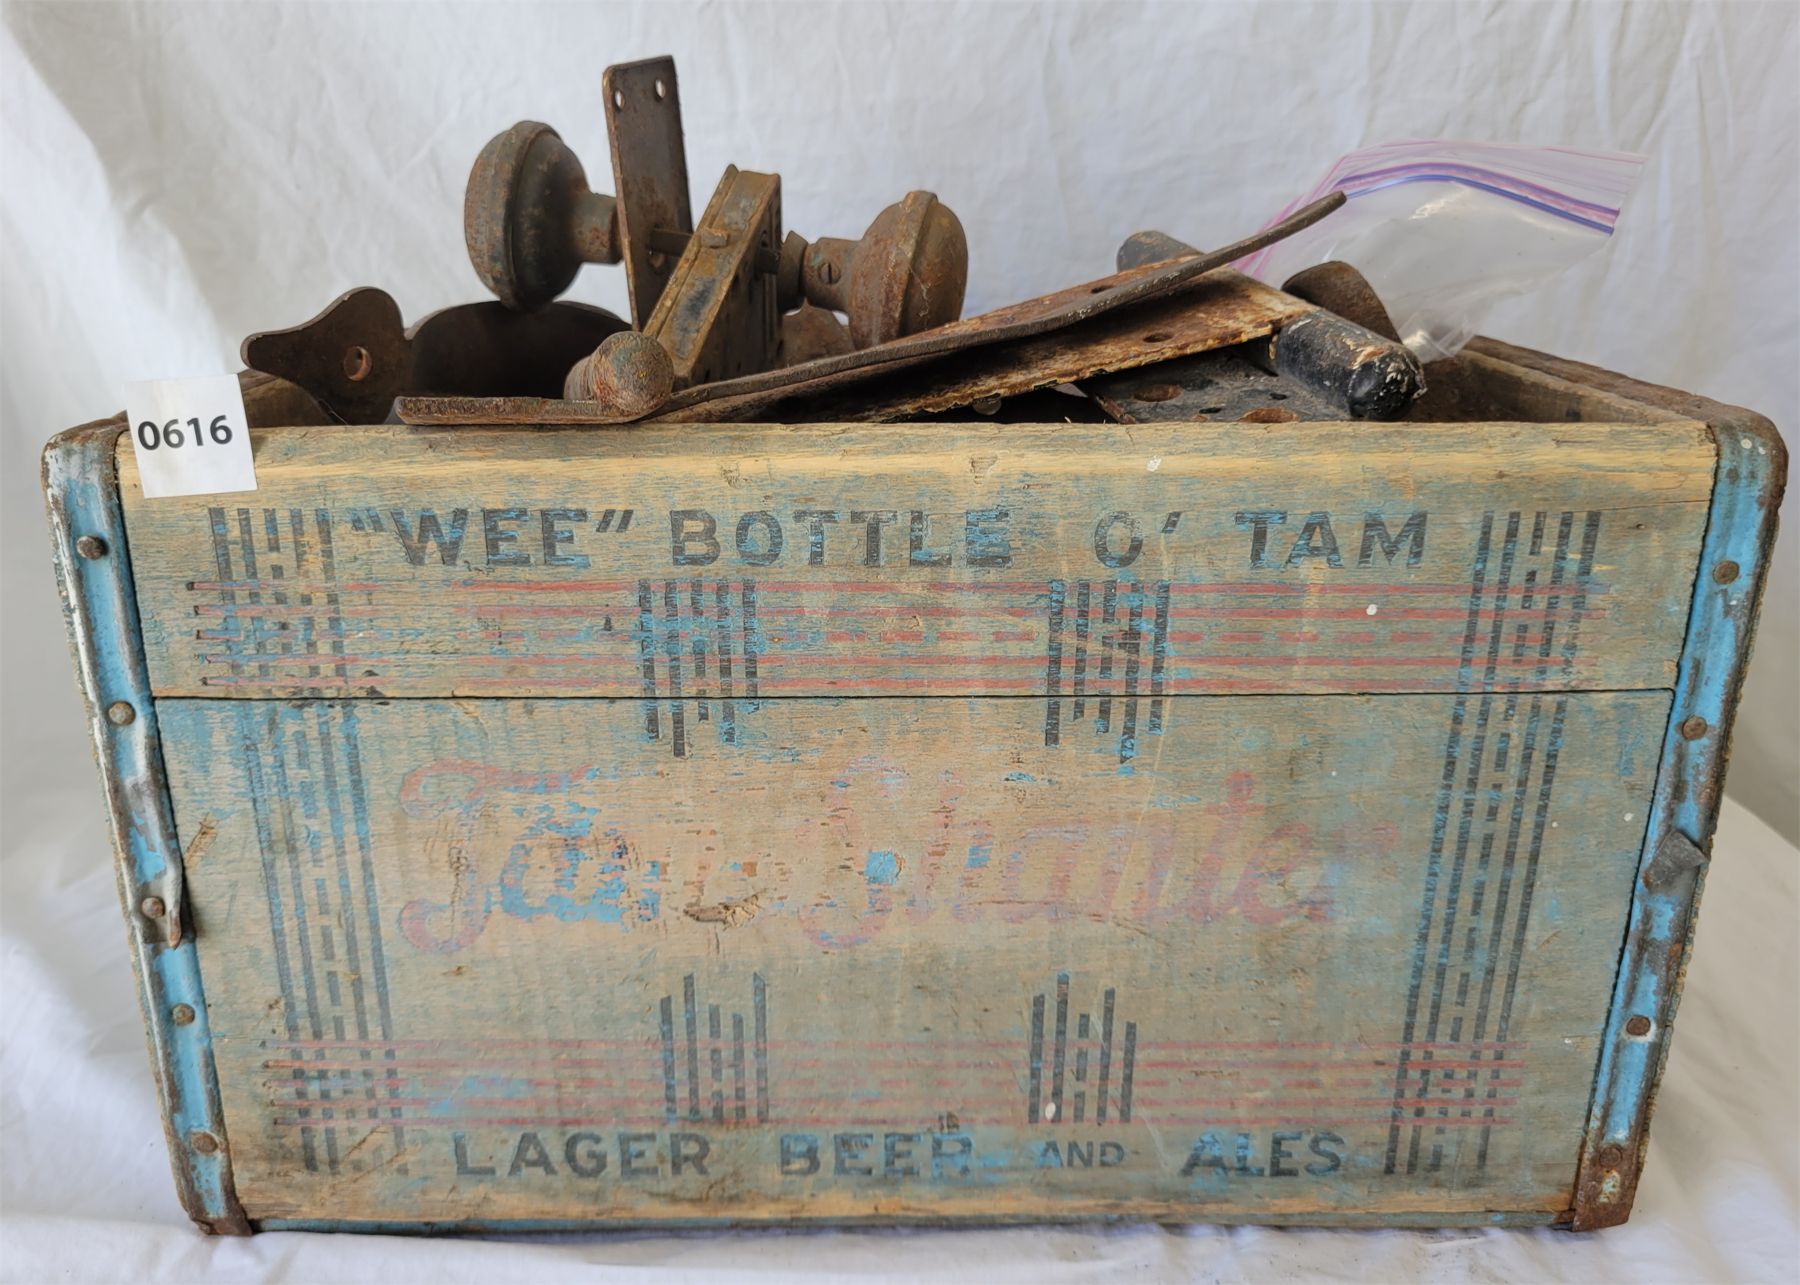 0616
"WEE" BOTTLE O' TAM
Tam O'Shanter
LAGER BEER AND ALES